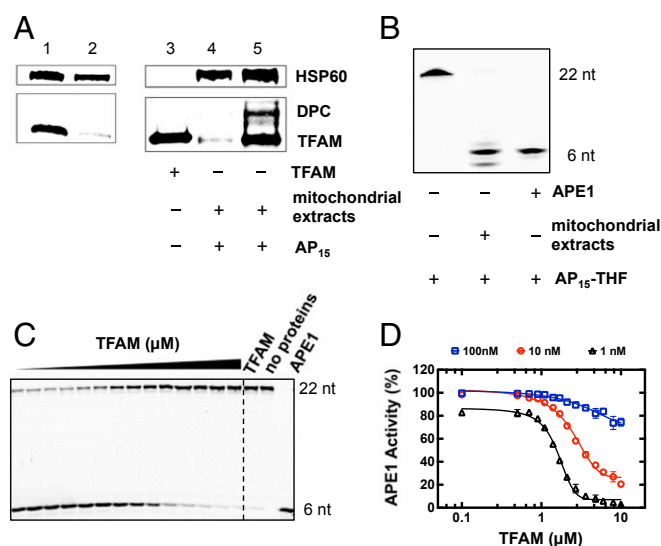 A
1 2 3 4 5
HSP60
DPC
TFAM
+ – – TFAM
– + + mitochondrial extracts
– + + AP15
B
22 nt
6 nt
– – + APE1
– + – mitochondrial extracts
+ + + AP15-THF
C
TFAM (μM)
TFAM
no proteins
APE1
22 nt
6 nt
D
100nM 10 nM 1 nM
APE1 Activity (%)
120
100
80
60
40
20
0
0.1 1 10
TFAM (μM)